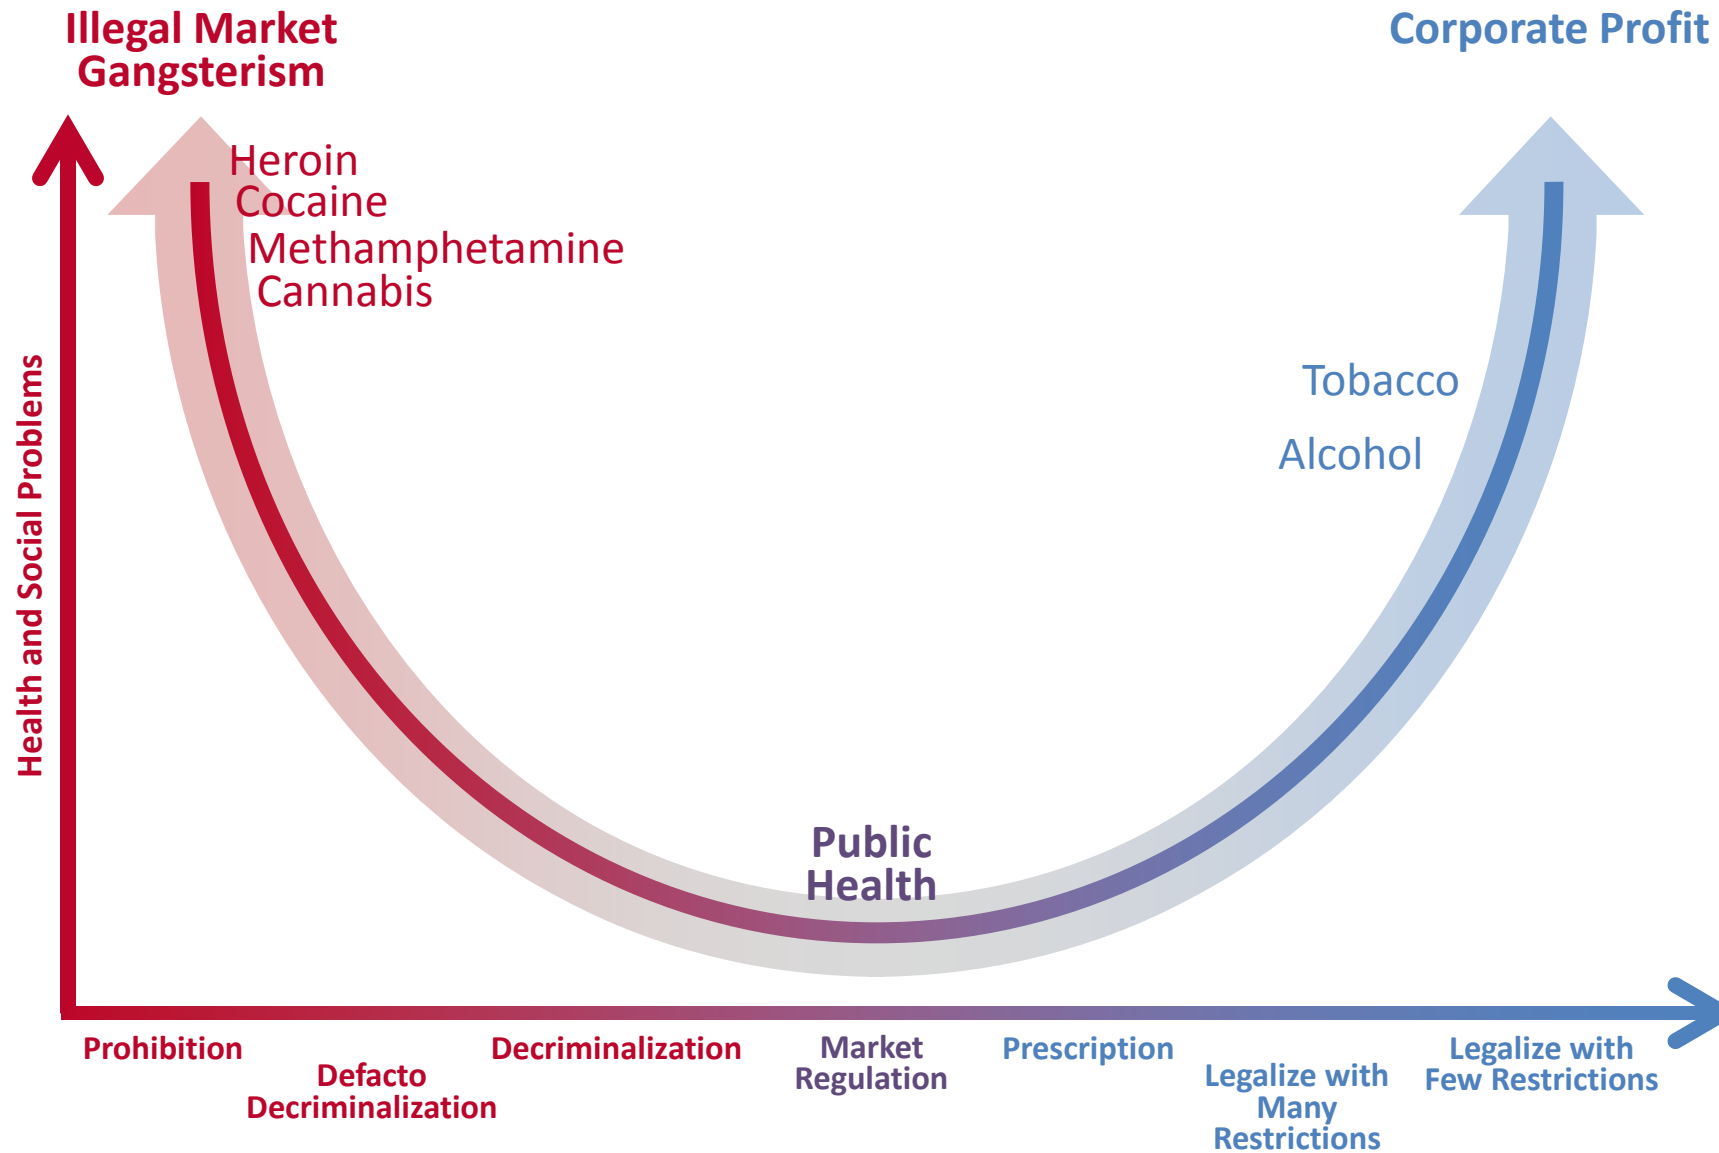 Illegal Market
Gangsterism
Corporate Profit
Heroin
Cocaine
Methamphetamine
Cannabis
Tobacco
Alcohol
Health and Social Problems
Public
Health
Prohibition
Defacto
Decriminalization
Decriminalization
Market
Regulation
Prescription
Legalize with
Many
Restrictions
Legalize with
Few Restrictions